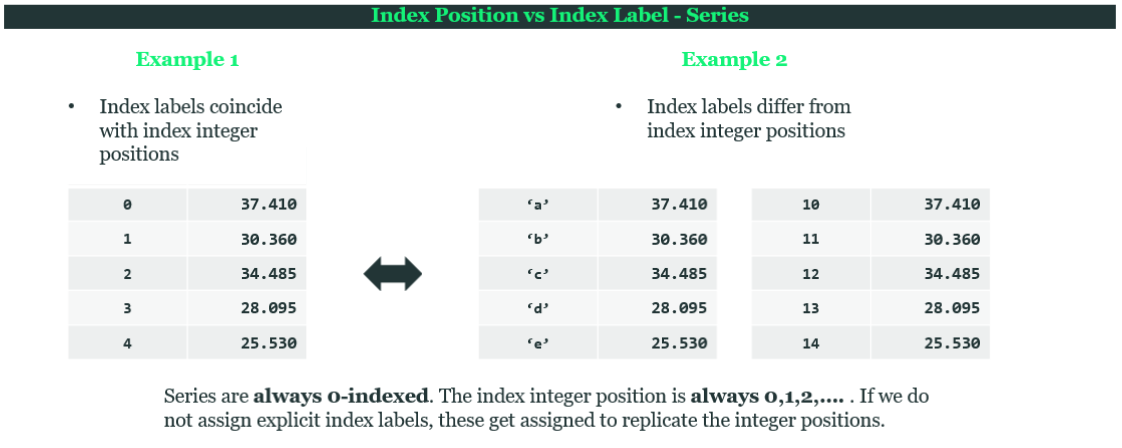 Index Position vs Index Label - Series
Example 1
• Index labels coincide
with index integer
positions
0 37.410
1 30.360
2 34.485
3 28.095
4 25.530
Example 2
• Index labels differ from
index integer positions
‘a’ 37.410
‘b’ 30.360
‘c’ 34.485
‘d’ 28.095
‘e’ 25.530
10 37.410
11 30.360
12 34.485
13 28.095
14 25.530
Series are always 0-indexed. The index integer position is always 0,1,2,.... . If we do
not assign explicit index labels, these get assigned to replicate the integer positions.